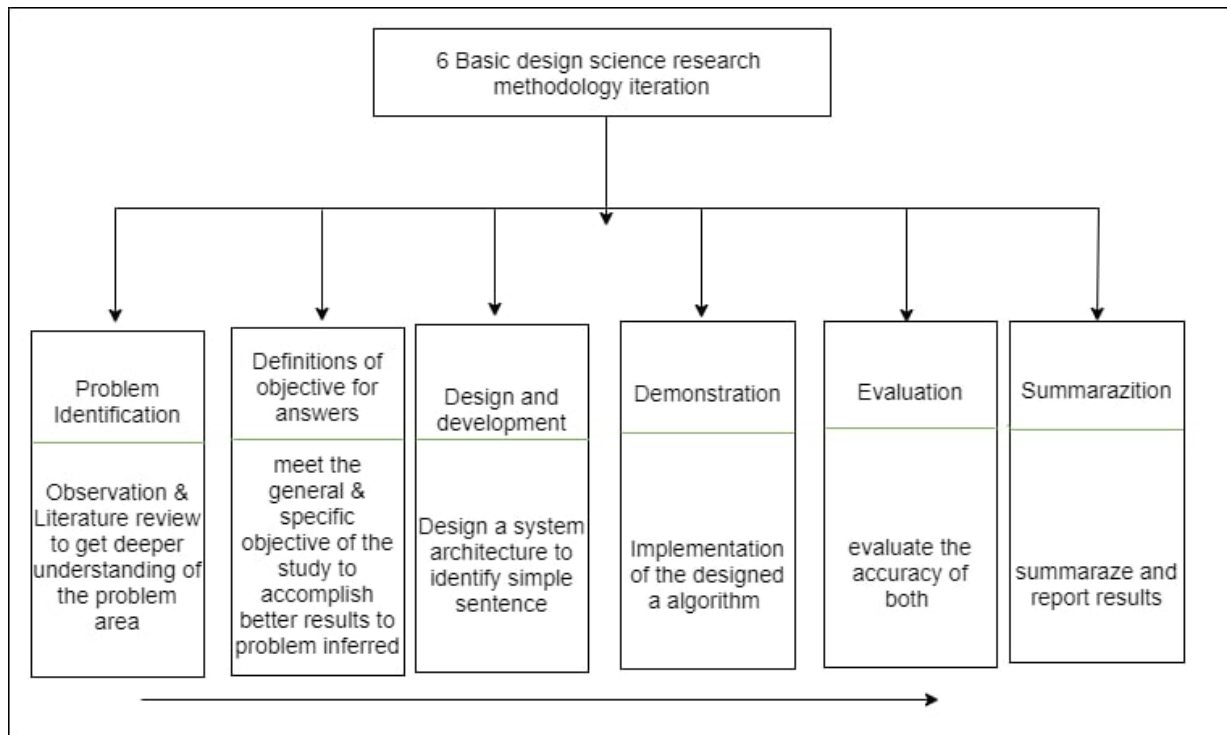 6 Basic design science research
methodology iteration
Problem
Identification
Observation &
Literature review
to get deeper
understanding of
the problem
area
Definitions of
objective for
answers
meet the
general &
specific
objective of the
study to
accomplish
better results to
problem inferred
Design and
development
Design a system
architecture to
identify simple
sentence
Demonstration
Implementation
of the designed
a algorithm
Evaluation
evaluate the
accuracy of
both
Summarazition
summaraze and
report results